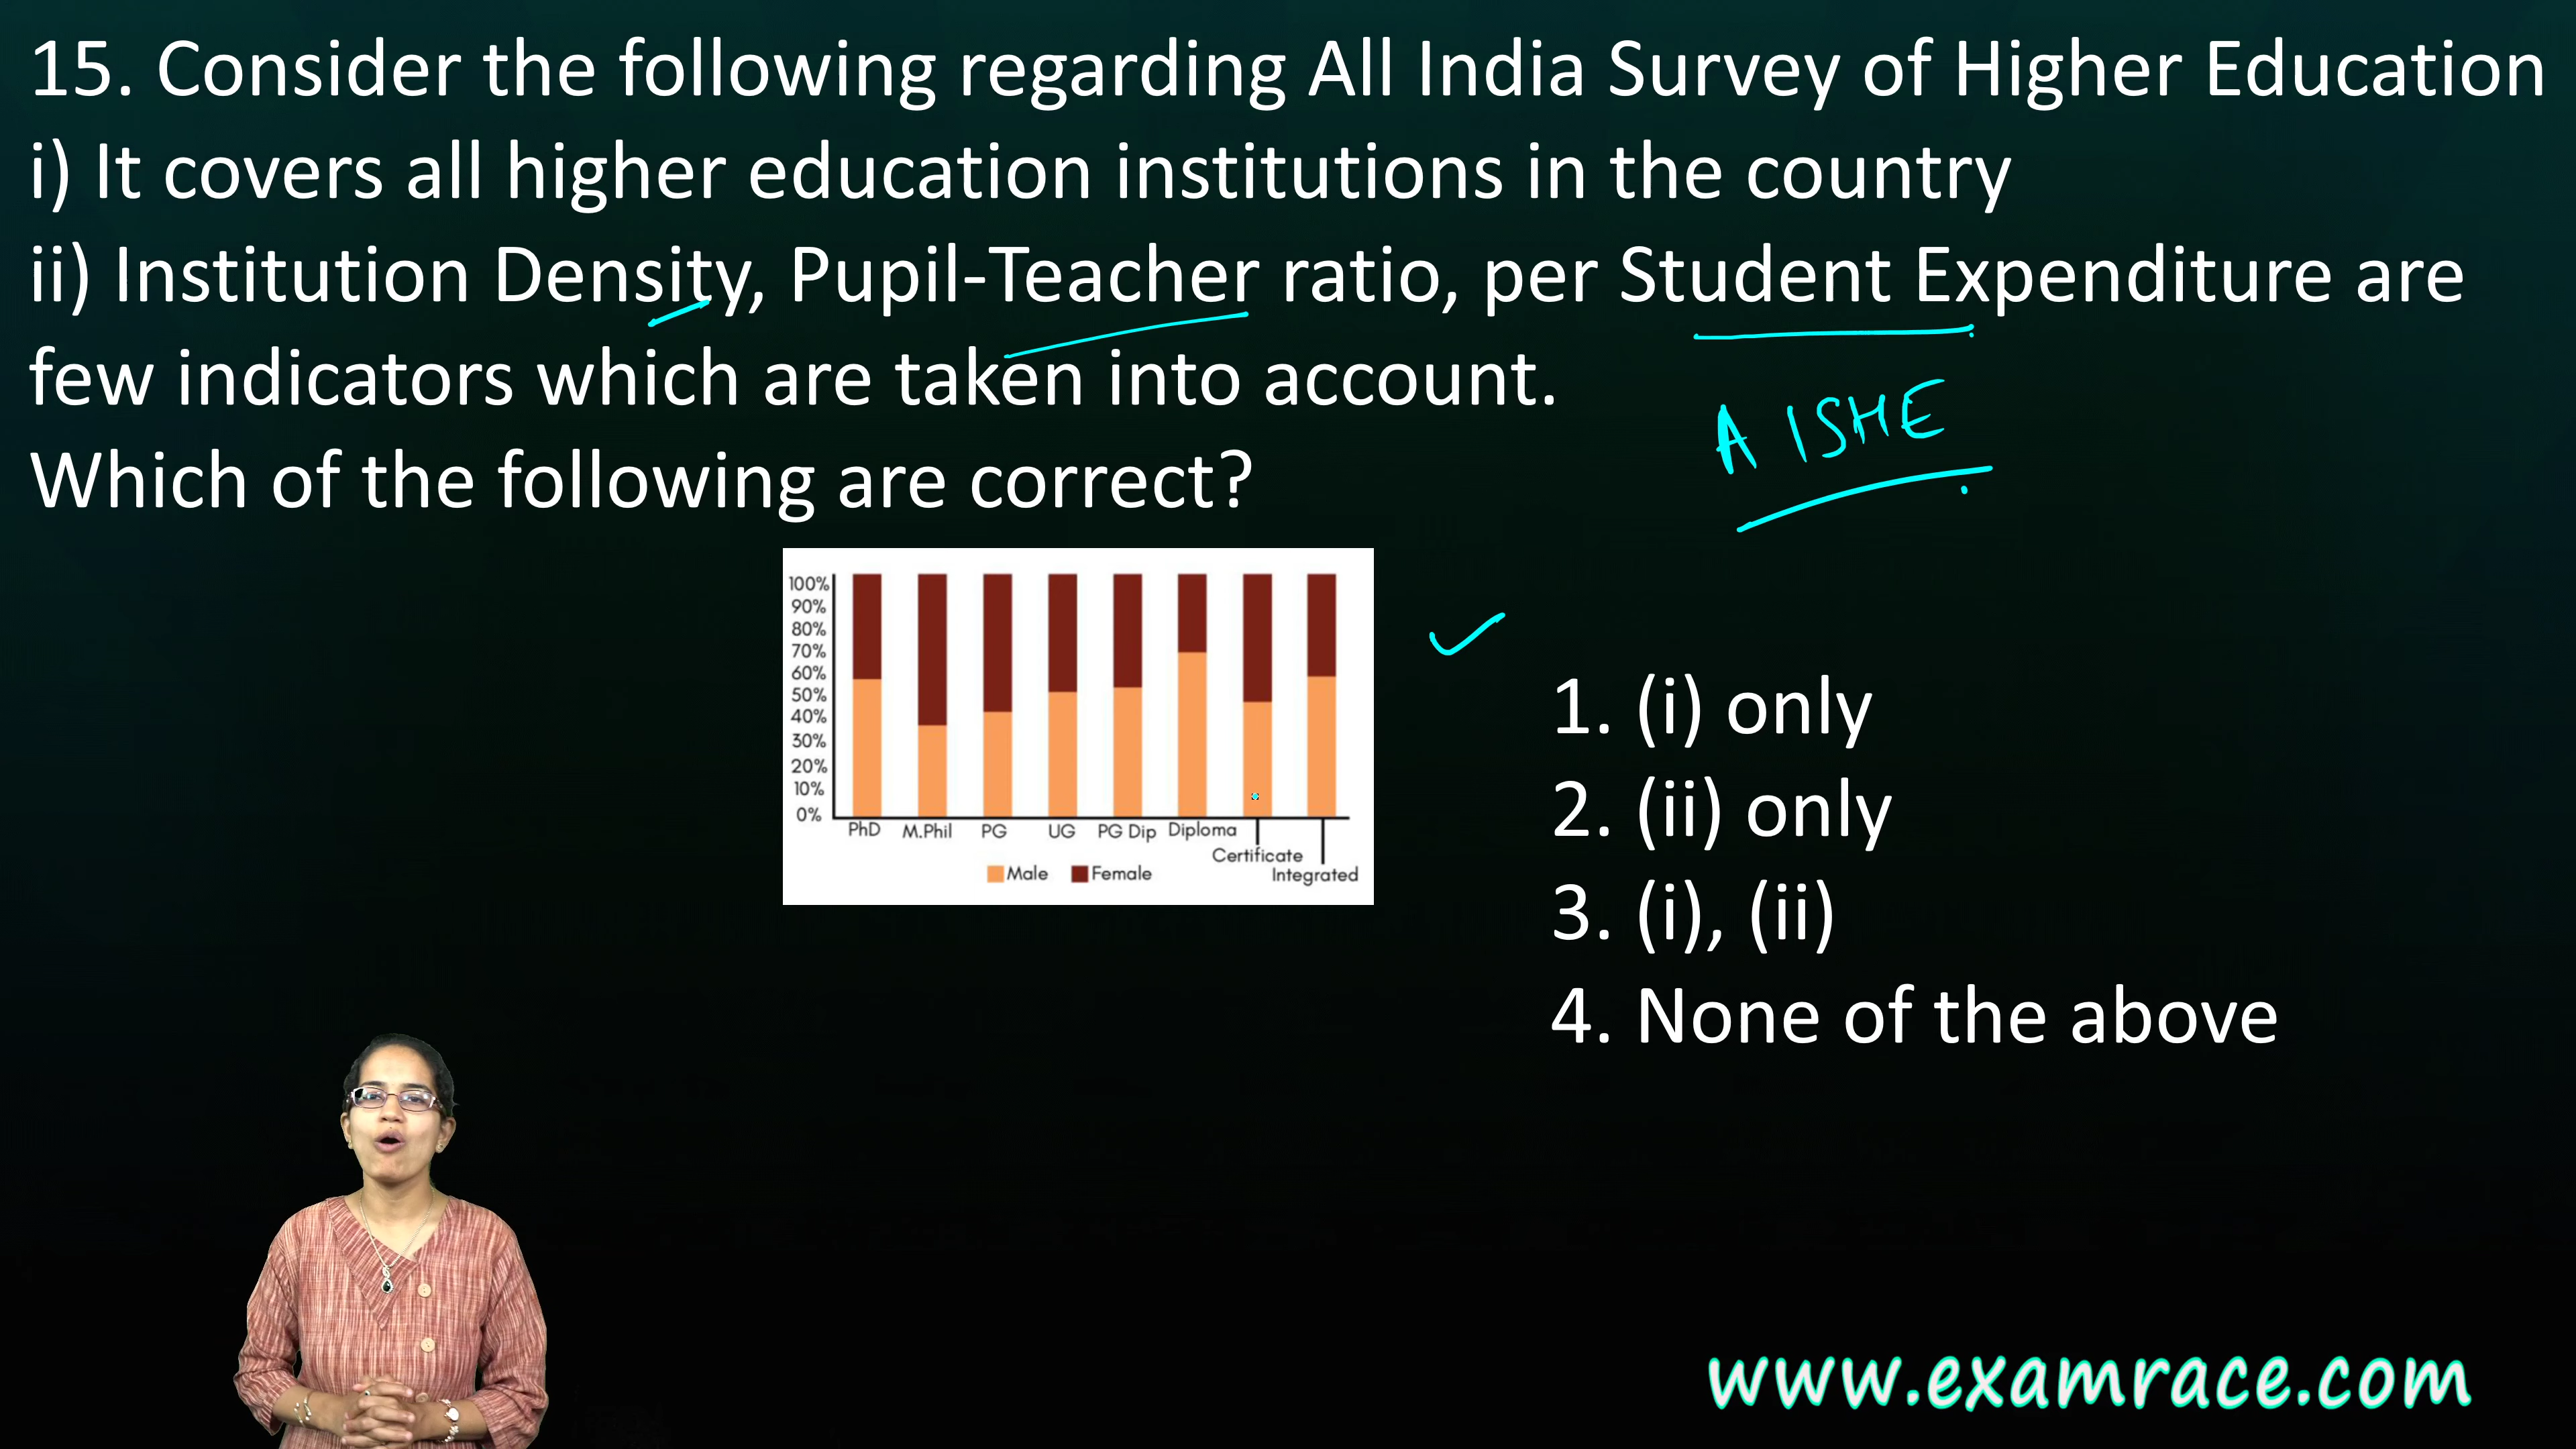 15. Consider the following regarding All India Survey of Higher Education
i) It covers all higher education institutions in the country
ii) Institution Density, Pupil-Teacher ratio, per Student Expenditure are
few indicators which are taken into account.
Which of the following are correct?
AISHE
100%
90%
80%
70%
60%
50%
40%
30%
20%
10%
0%
PhD M.Phil PG UG PG Dip Diploma
Certificate
Integrated
Male Female
1. (i) only
2. (ii) only
3. (i), (ii)
4. None of the above
www.examrace.com